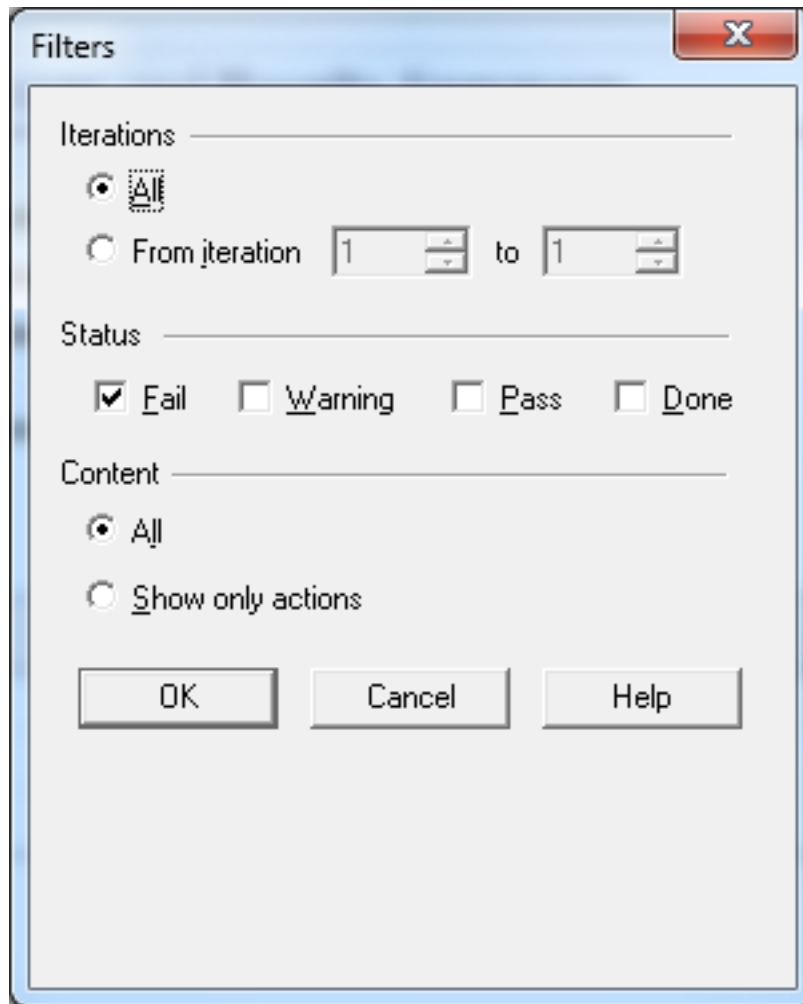 Filters
Iterations
All
From iteration 1 to 1
Status
Fail Warning Pass Done
Content
All
Show only actions
OK Cancel Help